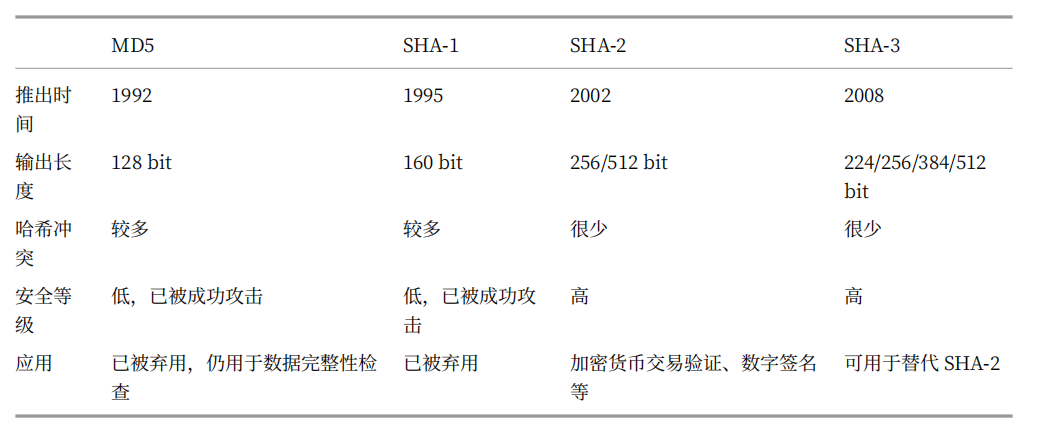 MD5 SHA-1 SHA-2 SHA-3
推出时 1992 1995 2002 2008
间
输出长 128 bit 160 bit 256/512 bit 224/256/384/512
度 bit
哈希冲 较多 较多 很少 很少
突
安全等 低，已被成功攻击 低，已被成功攻 高 高
级 击
应用 已被弃用，仍用于数据完整性检 已被弃用 加密货币交易验证、数字签名 可用于替代 SHA-2
查 等